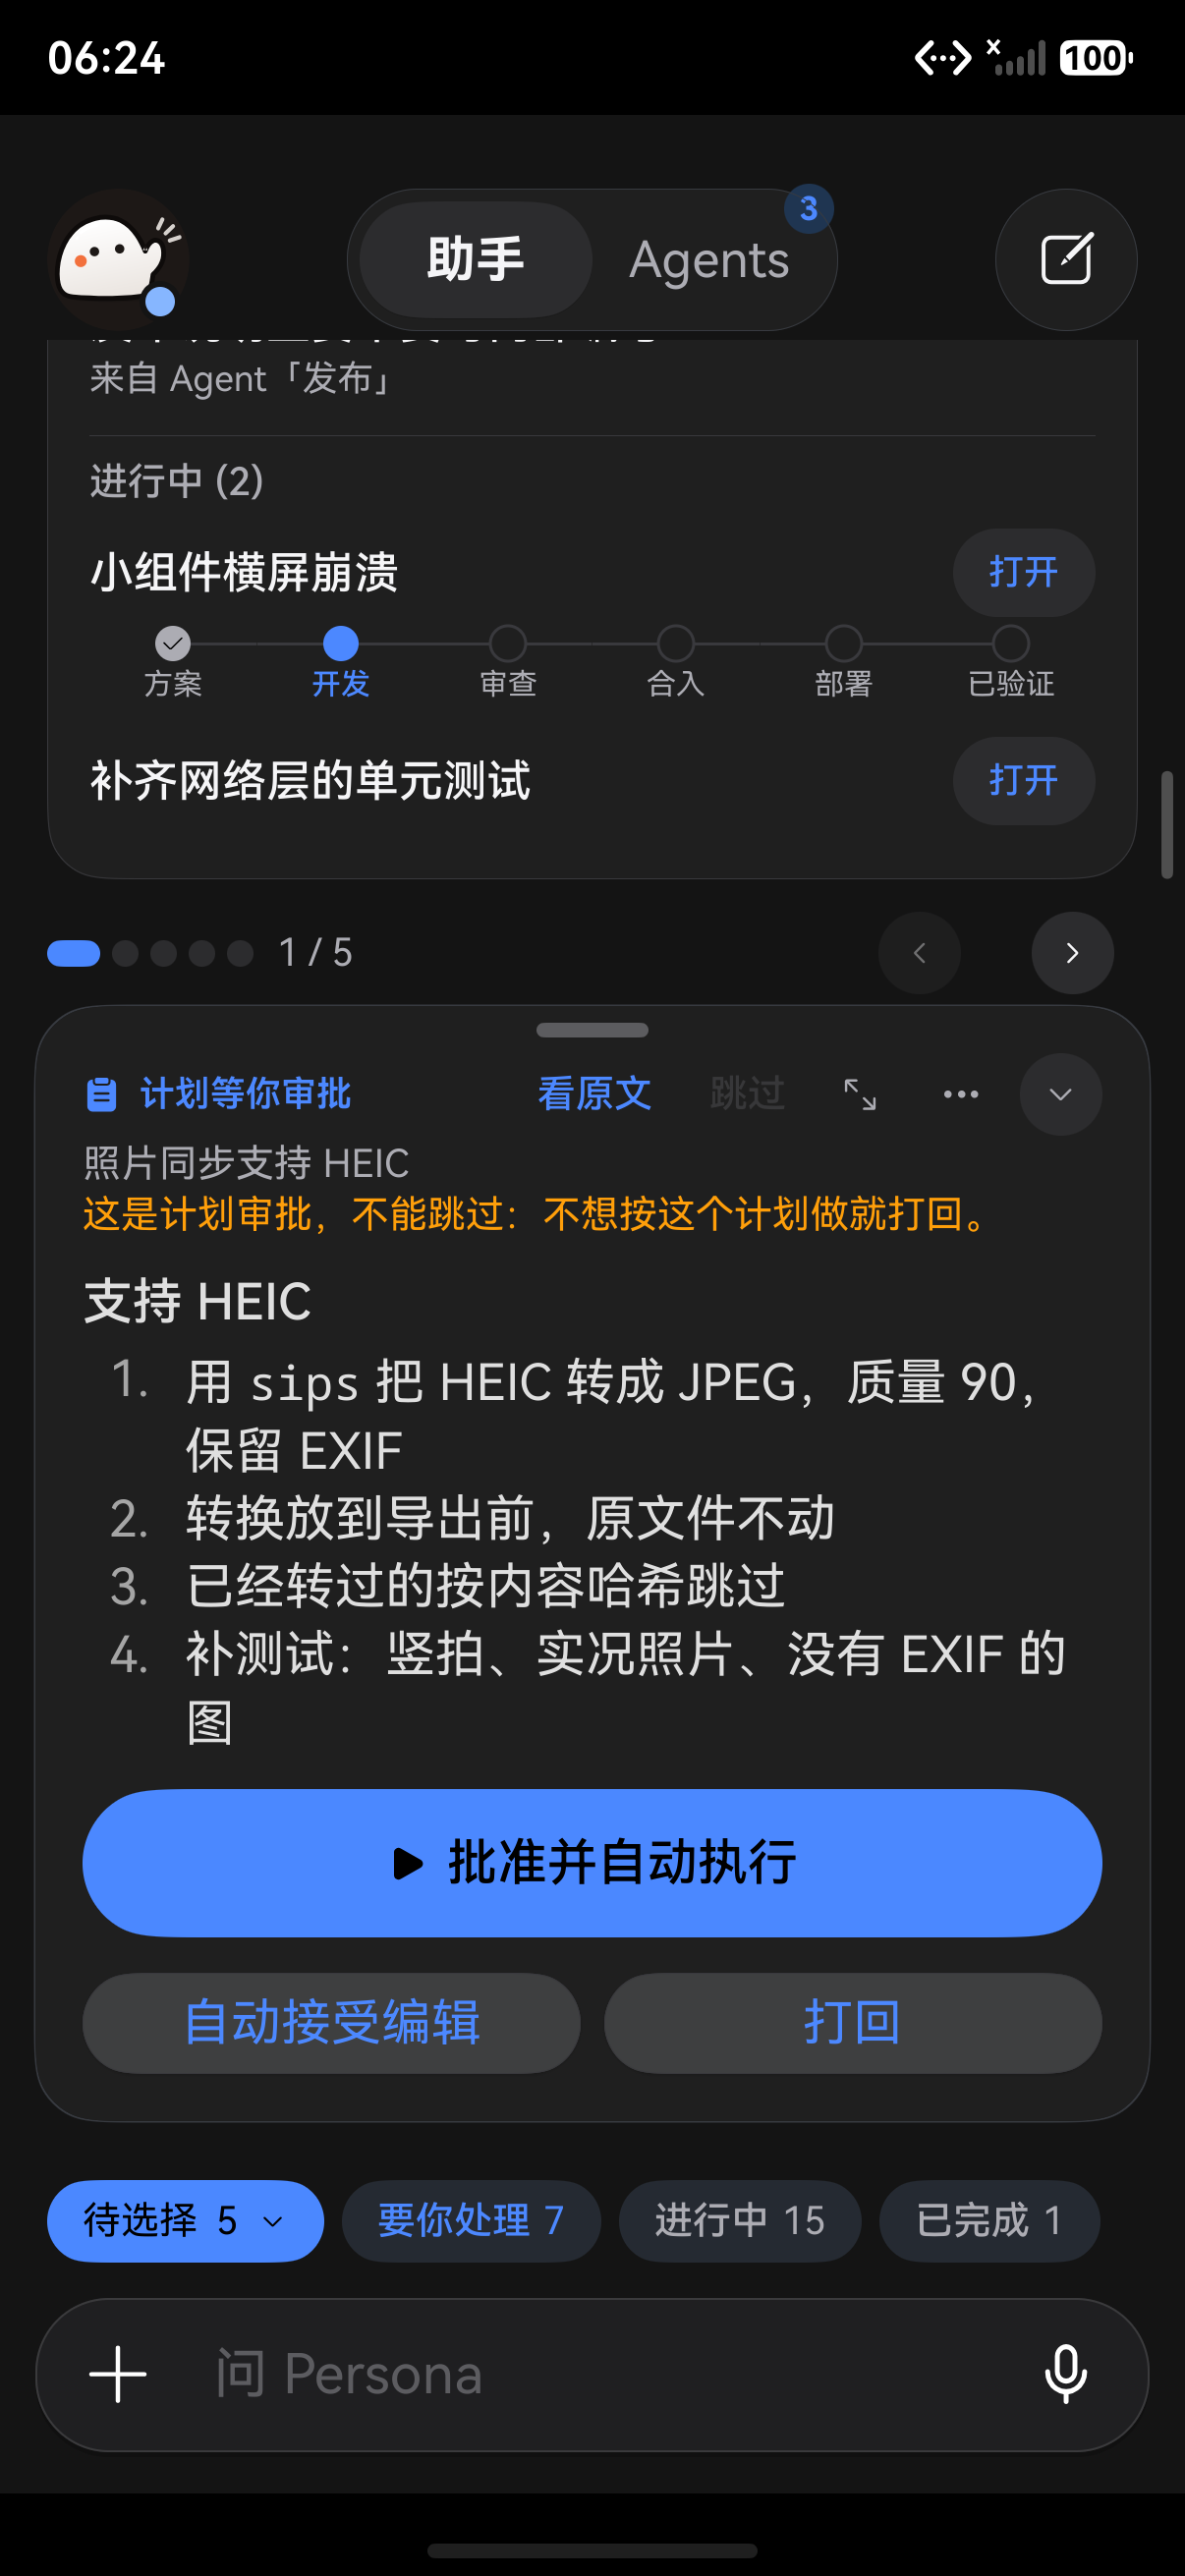 06:24
100
助手
Agents
3
来自 Agent「发布」
进行中 (2)
小组件横屏崩溃
打开
方案
开发
审查
合入
部署
已验证
补齐网络层的单元测试
打开
1 / 5
计划等你审批
看原文
跳过
照片同步支持 HEIC
这是计划审批，不能跳过：不想按这个计划做就打回。
支持 HEIC
1. 用 sips 把 HEIC 转成 JPEG，质量 90，
保留 EXIF
2. 转换放到导出前，原文件不动
3. 已经转过的按内容哈希跳过
4. 补测试：竖拍、实况照片、没有 EXIF 的
图
批准并自动执行
自动接受编辑
打回
待选择 5
要你处理 7
进行中 15
已完成 1
问 Persona